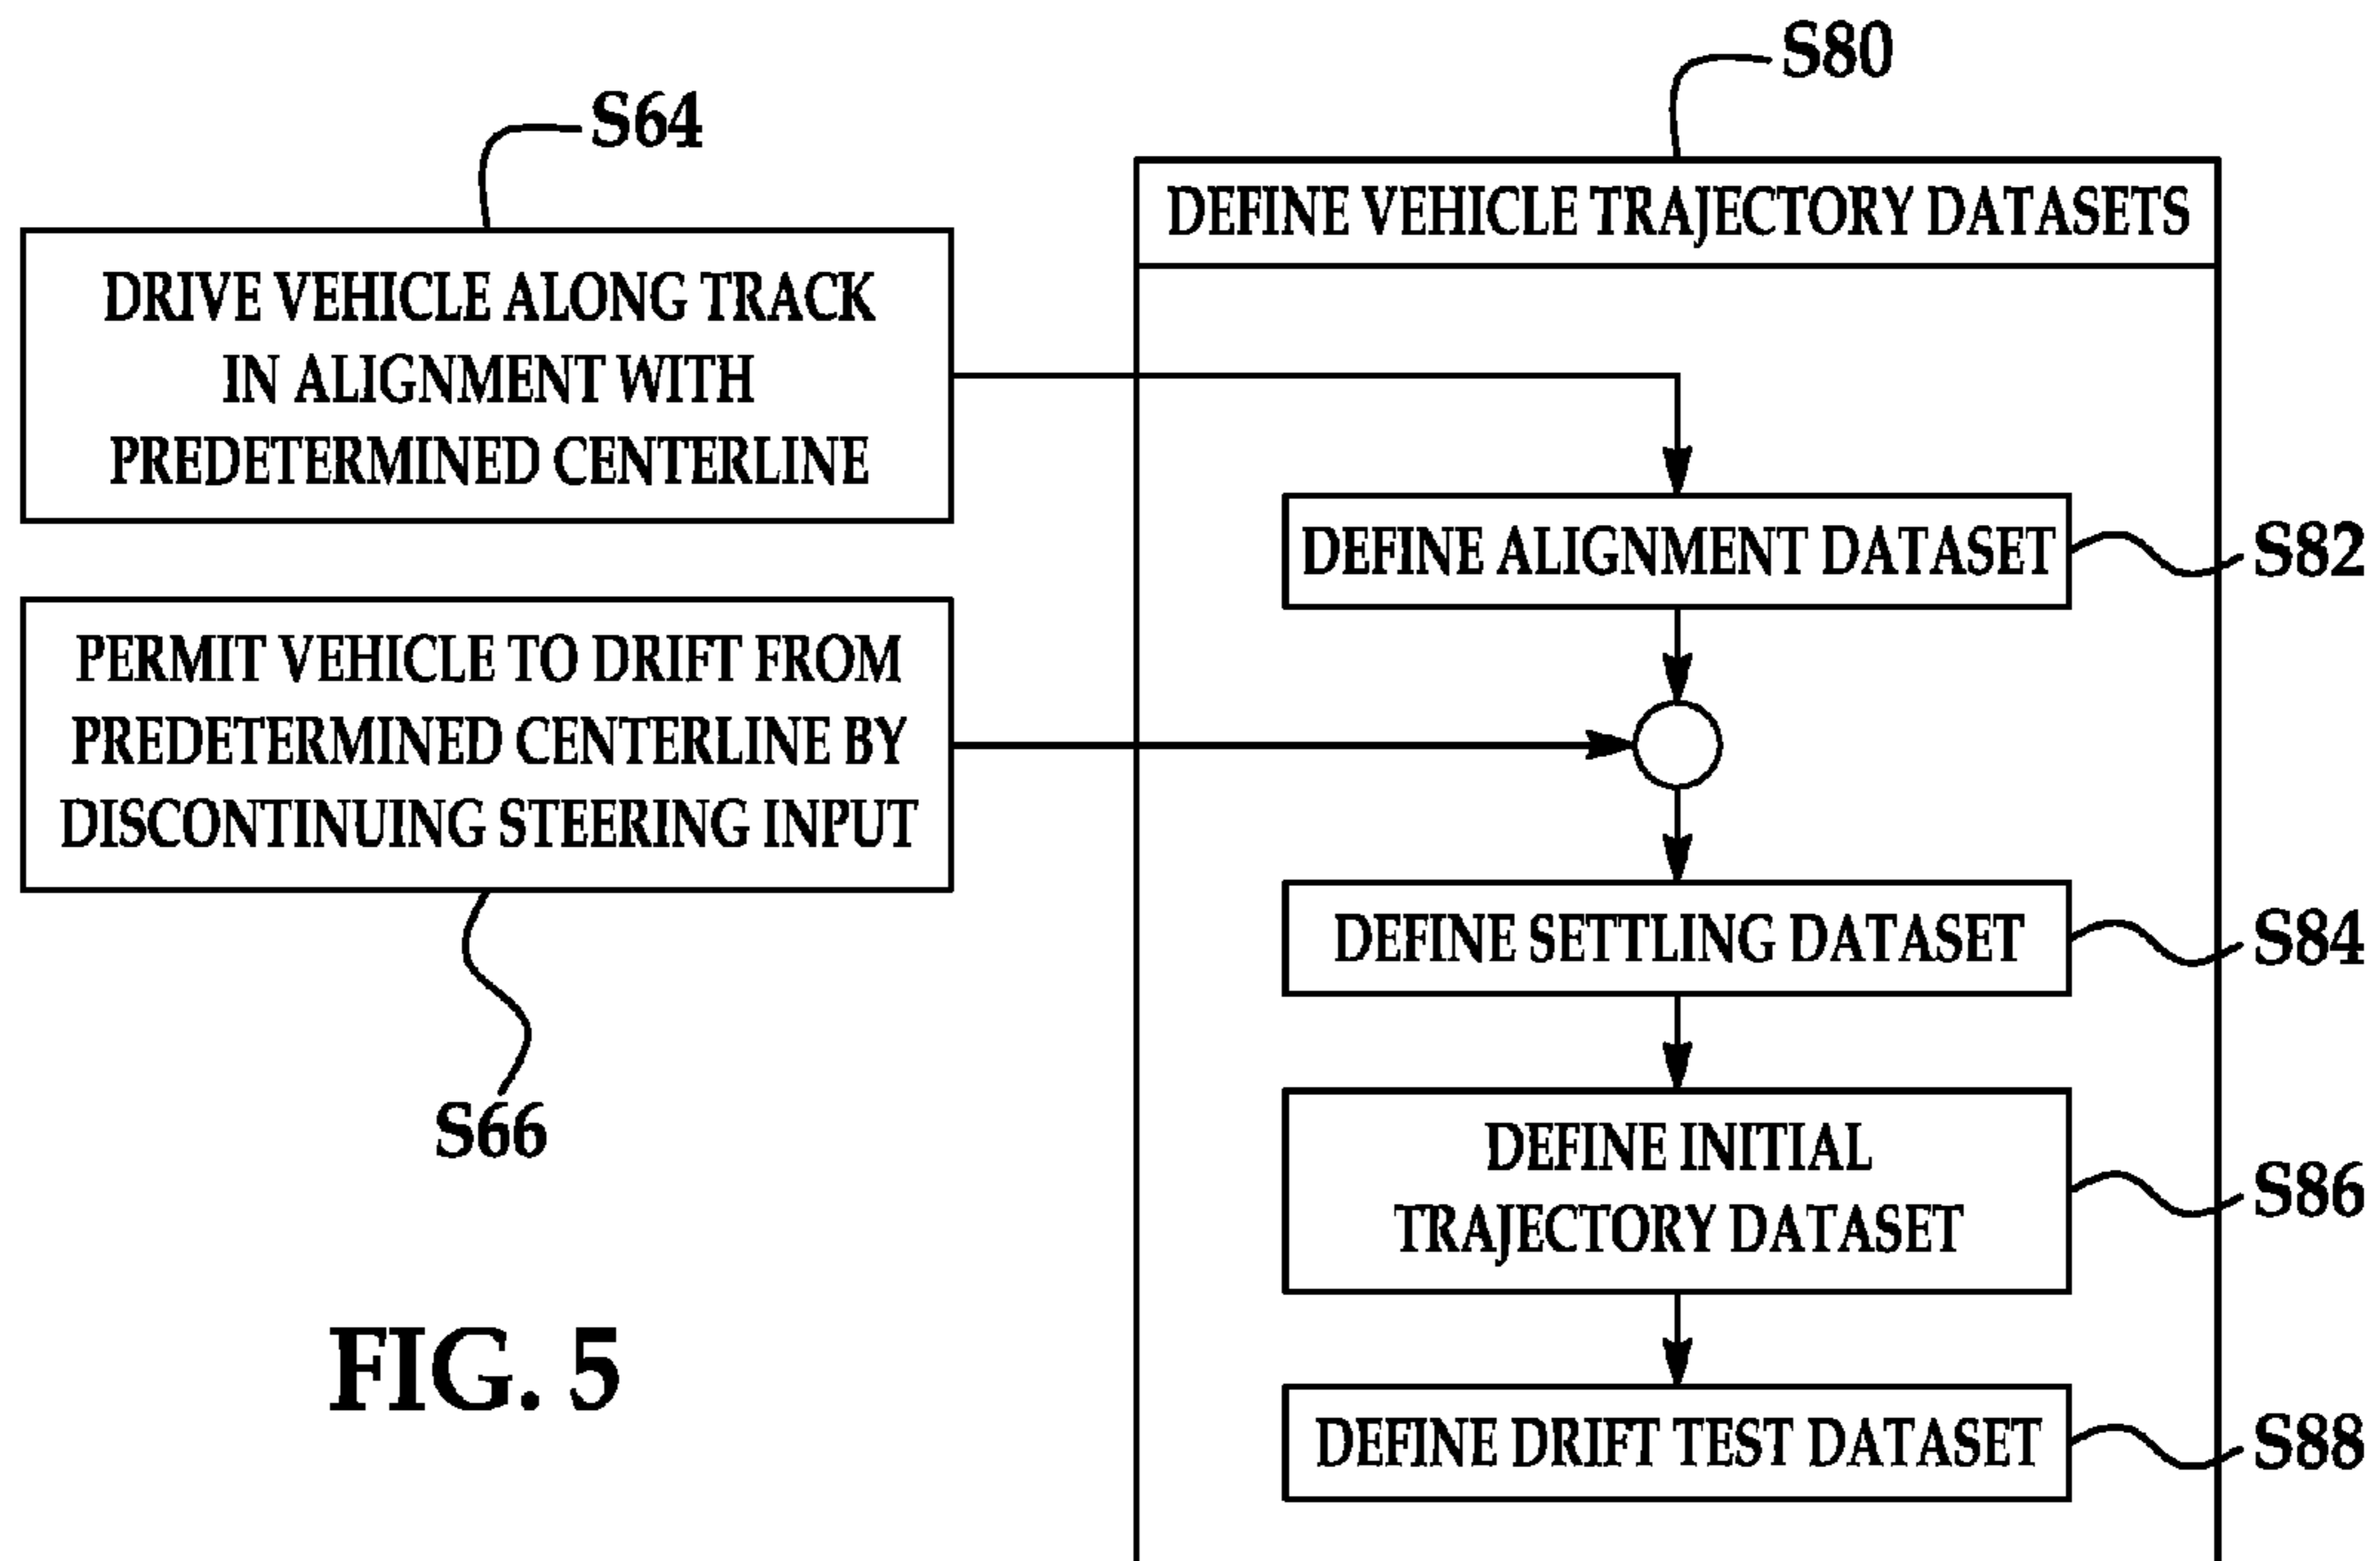 S80
S64
DEFINE VEHICLE TRAJECTORY DATASETS
DRIVE VEHICLE ALONG TRACK
IN ALIGNMENT WITH
PREDETERMINED CENTERLINE
DEFINE ALIGNMENT DATASET
S82
PERMIT VEHICLE TO DRIFT FROM
PREDETERMINED CENTERLINE BY
DISCONTINUING STEERING INPUT
S66
DEFINE SETTLING DATASET
S84
DEFINE INITIAL
TRAJECTORY DATASET
S86
DEFINE DRIFT TEST DATASET
S88
FIG. 5